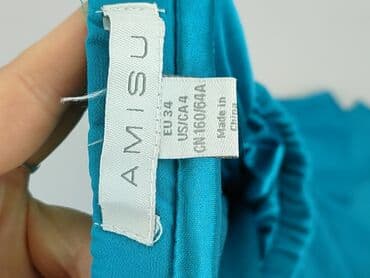 AMISU
EU 34
US/CA 4
CN 160/64A
Made in
China